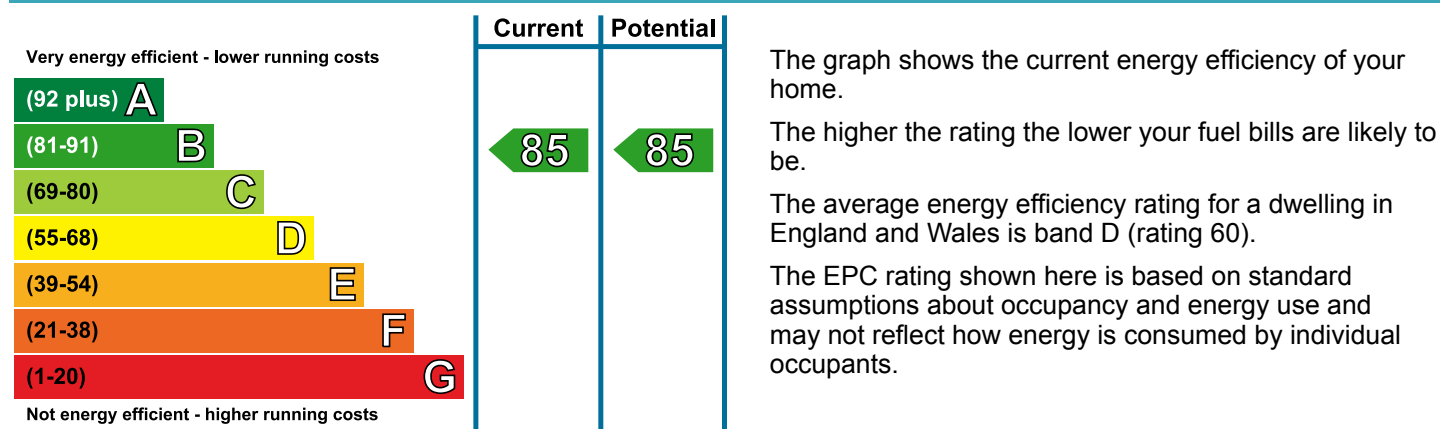 Current Potential
Very energy efficient - lower running costs
(92 plus) A
(81-91) B
85 85
(69-80) C
(55-68) D
(39-54) E
(21-38) F
(1-20) G
Not energy efficient - higher running costs
The graph shows the current energy efficiency of your
home.
The higher the rating the lower your fuel bills are likely to
be.
The average energy efficiency rating for a dwelling in
England and Wales is band D (rating 60).
The EPC rating shown here is based on standard
assumptions about occupancy and energy use and
may not reflect how energy is consumed by individual
occupants.